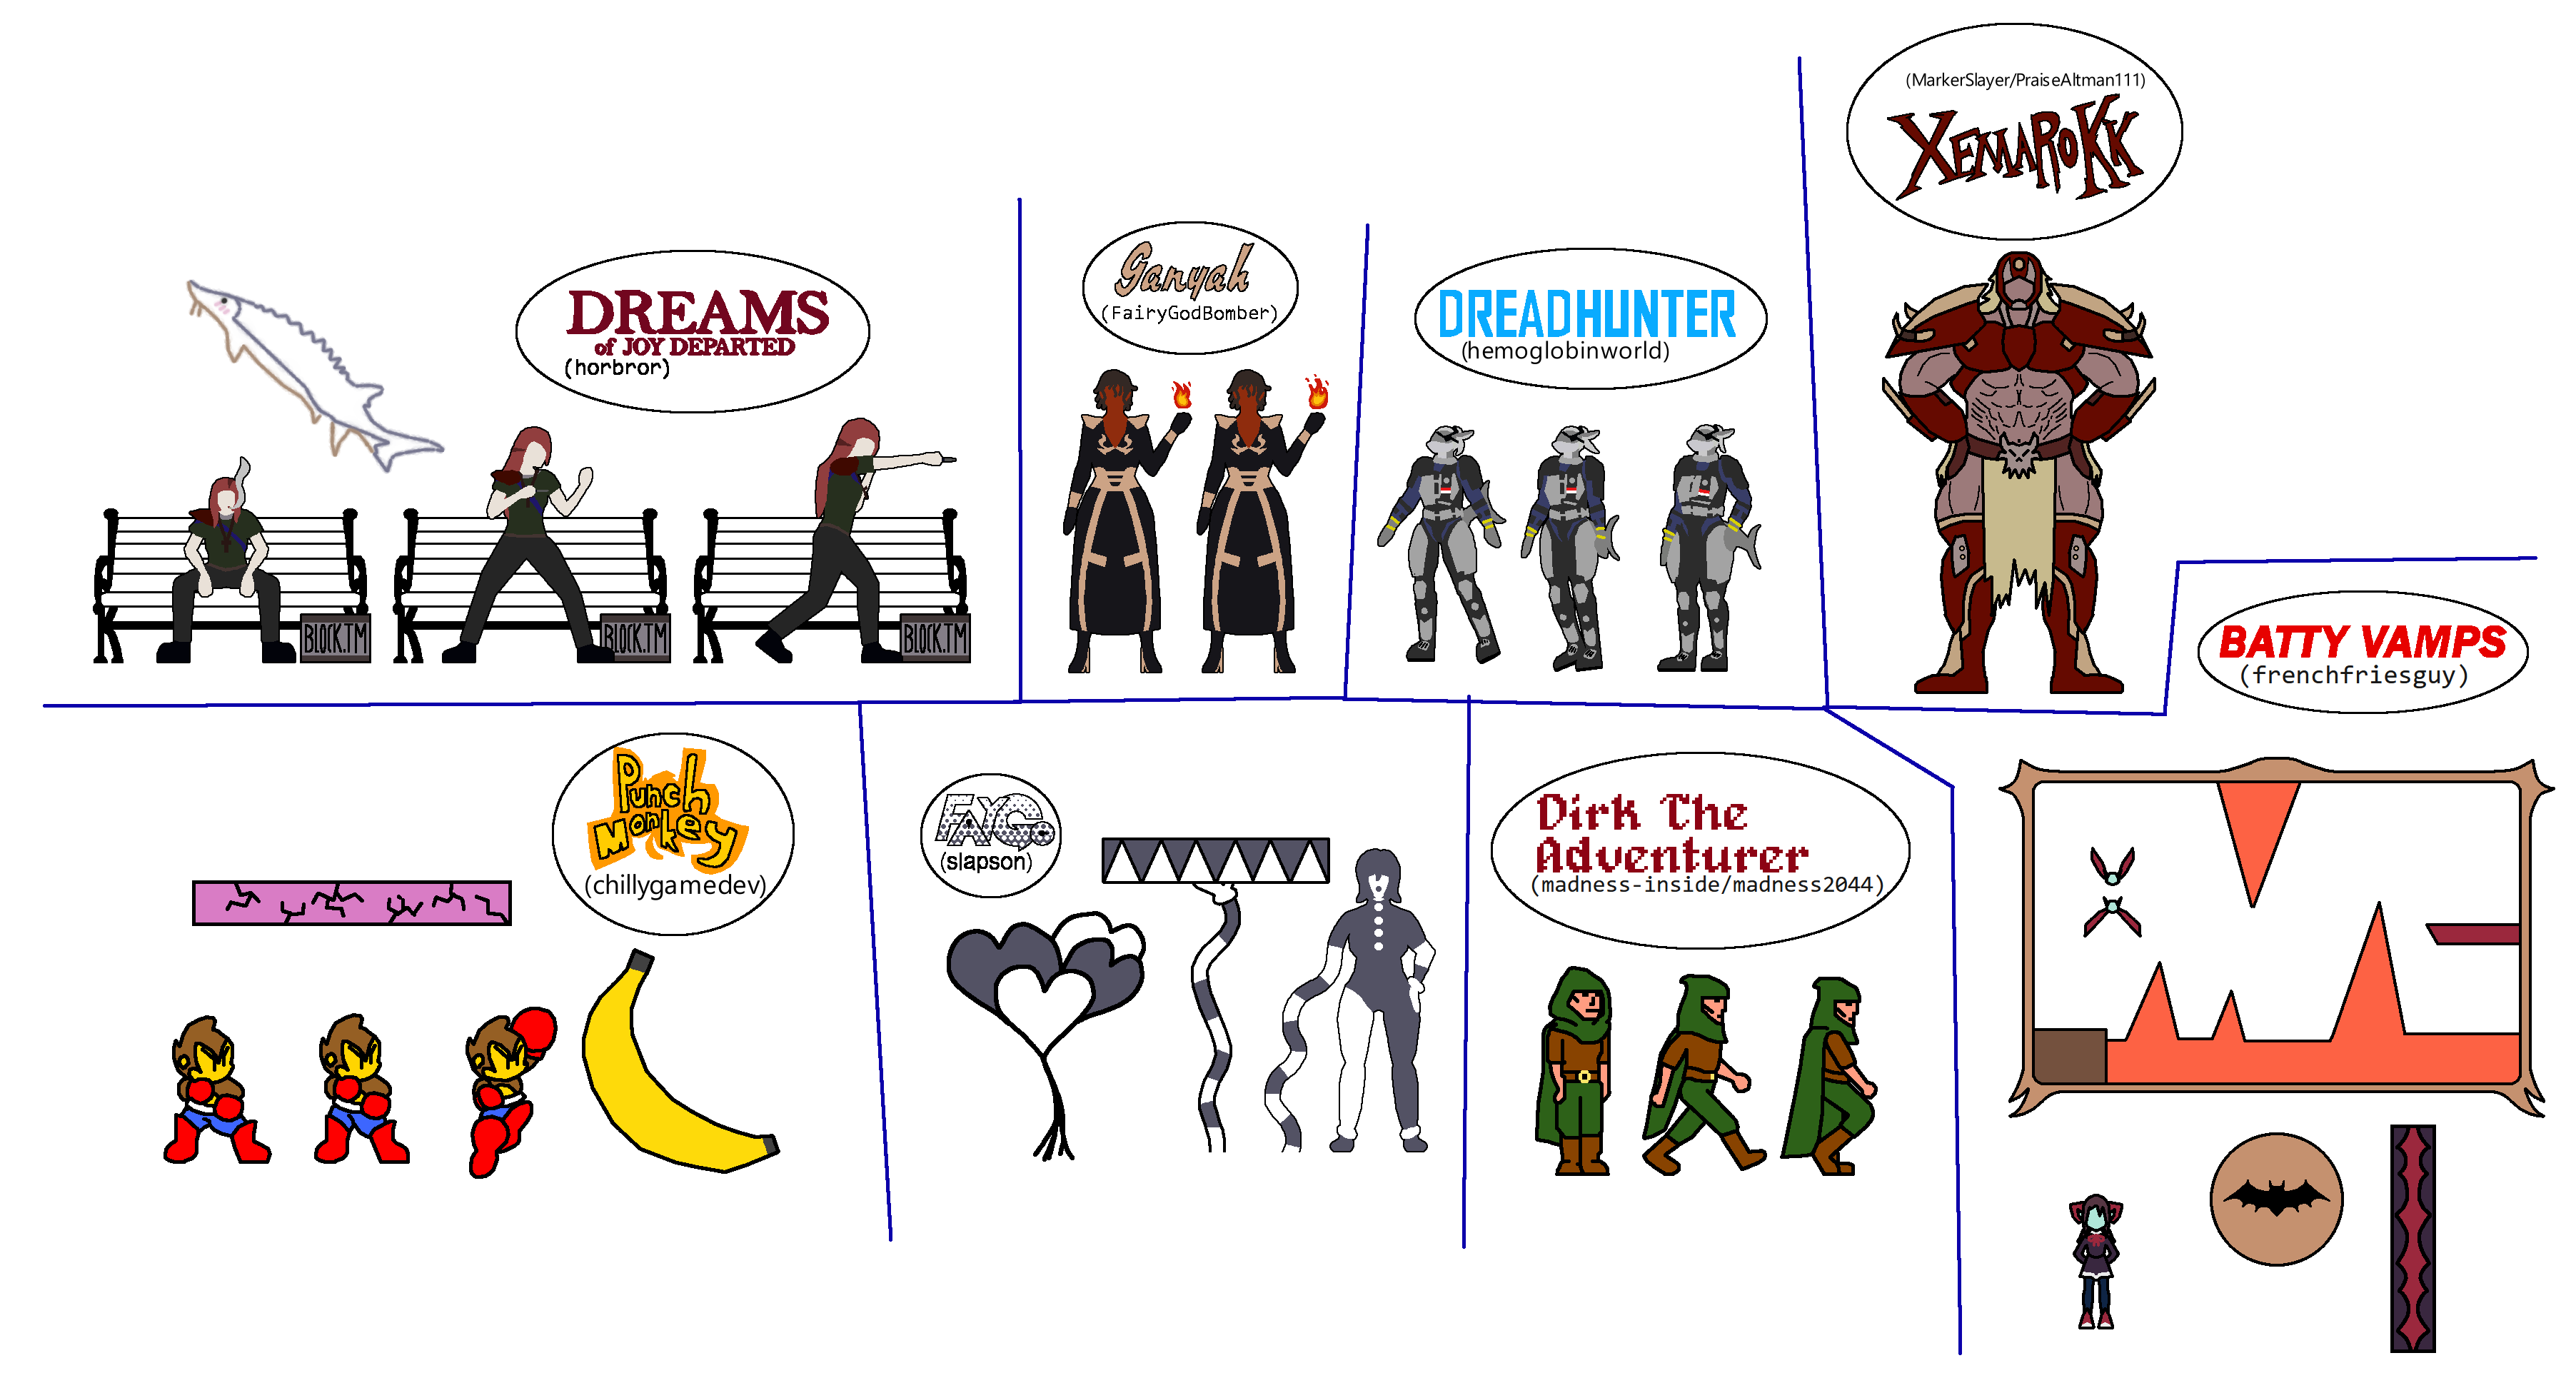 (MarkerSlayer/PraiseAltman111)
XEMAROKK
DREAMS
of JOY DEPARTED
(horbror)
Ganyah
(FairyGodBomber)
DREADHUNTER
(hemoglobinworld)
BLOCK.TM
BLOCK.TM
BLOCK.TM
BATTY VAMPS
(frenchfriesguy)
Punch
Monkey
(chillygamedev)
FAYGo
(slapson)
Dirk The
Adventurer
(madness-inside/madness2044)